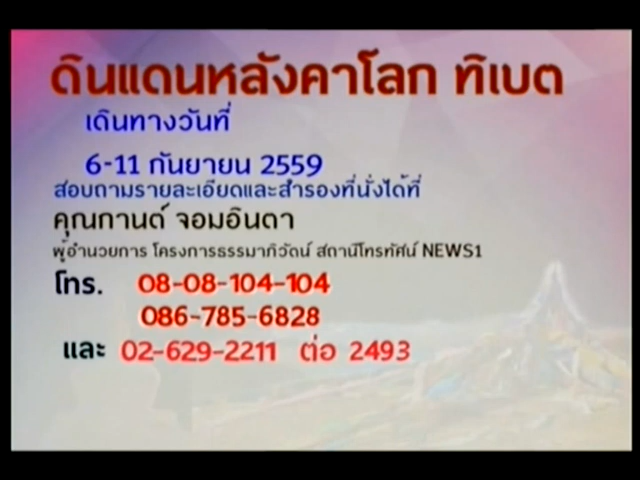 ดินแดนหลังคาโลก ทิเบต
เดินทางวันที่
6-11 กันยายน 2559
สอบถามรายละเอียดและสำรองที่นั่งได้ที่
คุณกานต์ จอมอินตา
ผู้อำนวยการ โครงการธรรมาภิวัฒน์ สถานีโทรทัศน์ NEWS1
โทร. 08-08-104-104
086-785-6828
และ 02-629-2211 ต่อ 2493